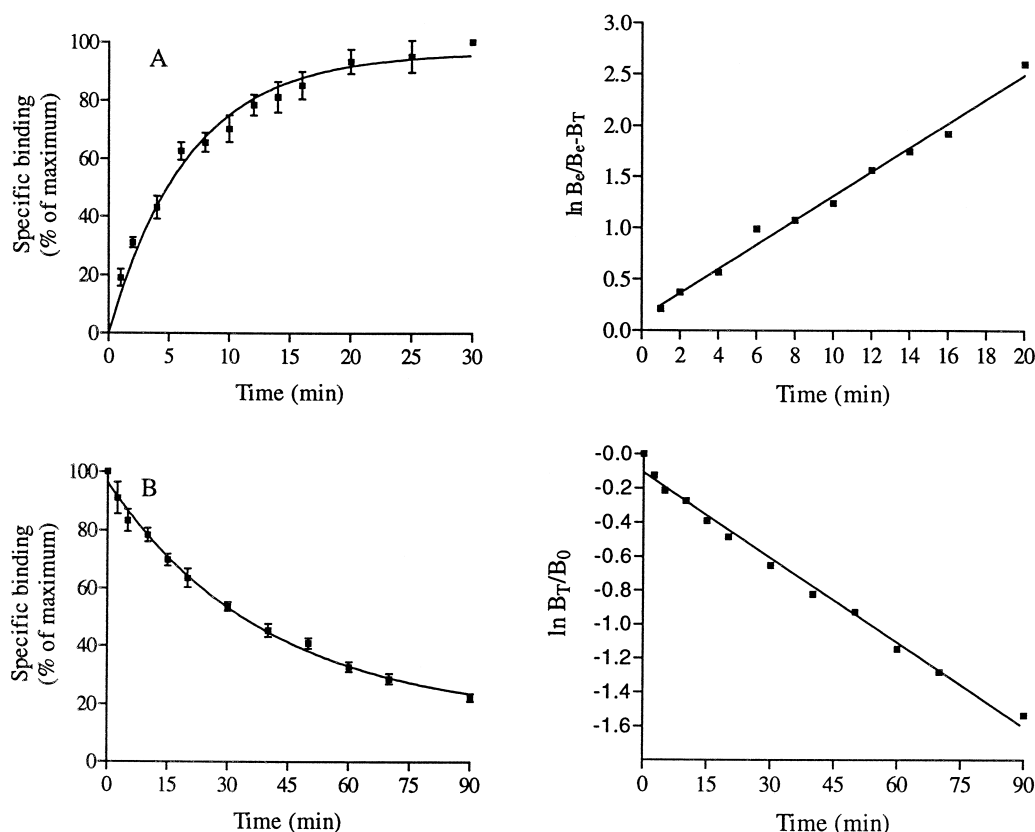 A
Specific binding
(% of maximum)
100
80
60
40
20
0
0 5 10 15 20 25 30
Time (min)
ln Be/Be-BT
3.0
2.5
2.0
1.5
1.0
0.5
0.0
0 2 4 6 8 10 12 14 16 18 20
Time (min)
B
Specific binding
(% of maximum)
100
80
60
40
20
0
0 15 30 45 60 75 90
Time (min)
ln BT/B0
-0.0
-0.2
-0.4
-0.6
-0.8
-1.0
-1.2
-1.4
-1.6
0 15 30 45 60 75 90
Time (min)